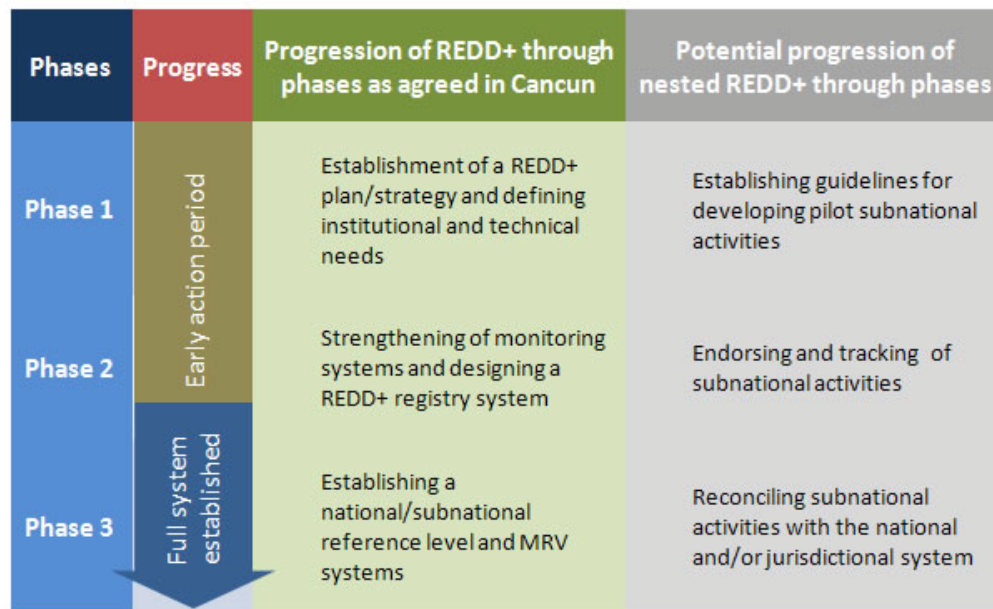 Phases
Progress
Progression of REDD+ through
phases as agreed in Cancun
Potential progression of
nested REDD+ through phases
Phase 1
Early action period
Establishment of a REDD+
plan/strategy and defining
institutional and technical
needs
Establishing guidelines for
developing pilot subnational
activities
Phase 2
Strengthening of monitoring
systems and designing a
REDD+ registry system
Endorsing and tracking of
subnational activities
Phase 3
Full system
established
Establishing a
national/subnational
reference level and MRV
systems
Reconciling subnational
activities with the national
and/or jurisdictional system